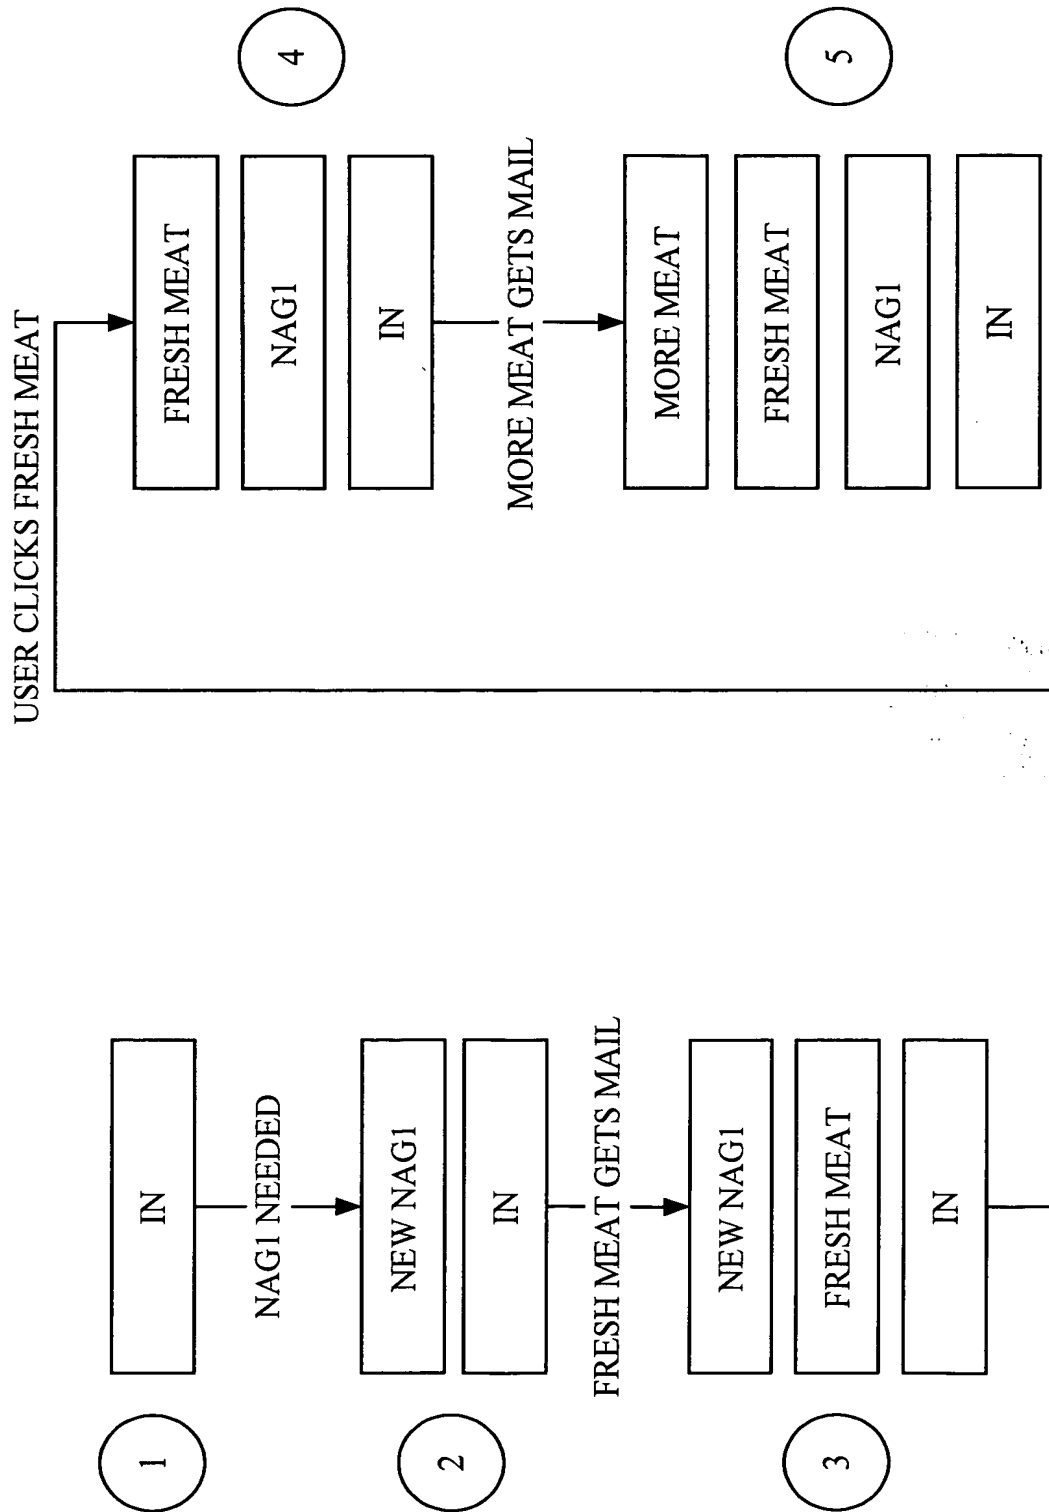 1
IN
NAG1 NEEDED
2
NEW NAG1
IN
FRESH MEAT GETS MAIL
3
NEW NAG1
FRESH MEAT
IN
USER CLICKS FRESH MEAT
4
FRESH MEAT
NAG1
IN
MORE MEAT GETS MAIL
5
MORE MEAT
FRESH MEAT
NAG1
IN